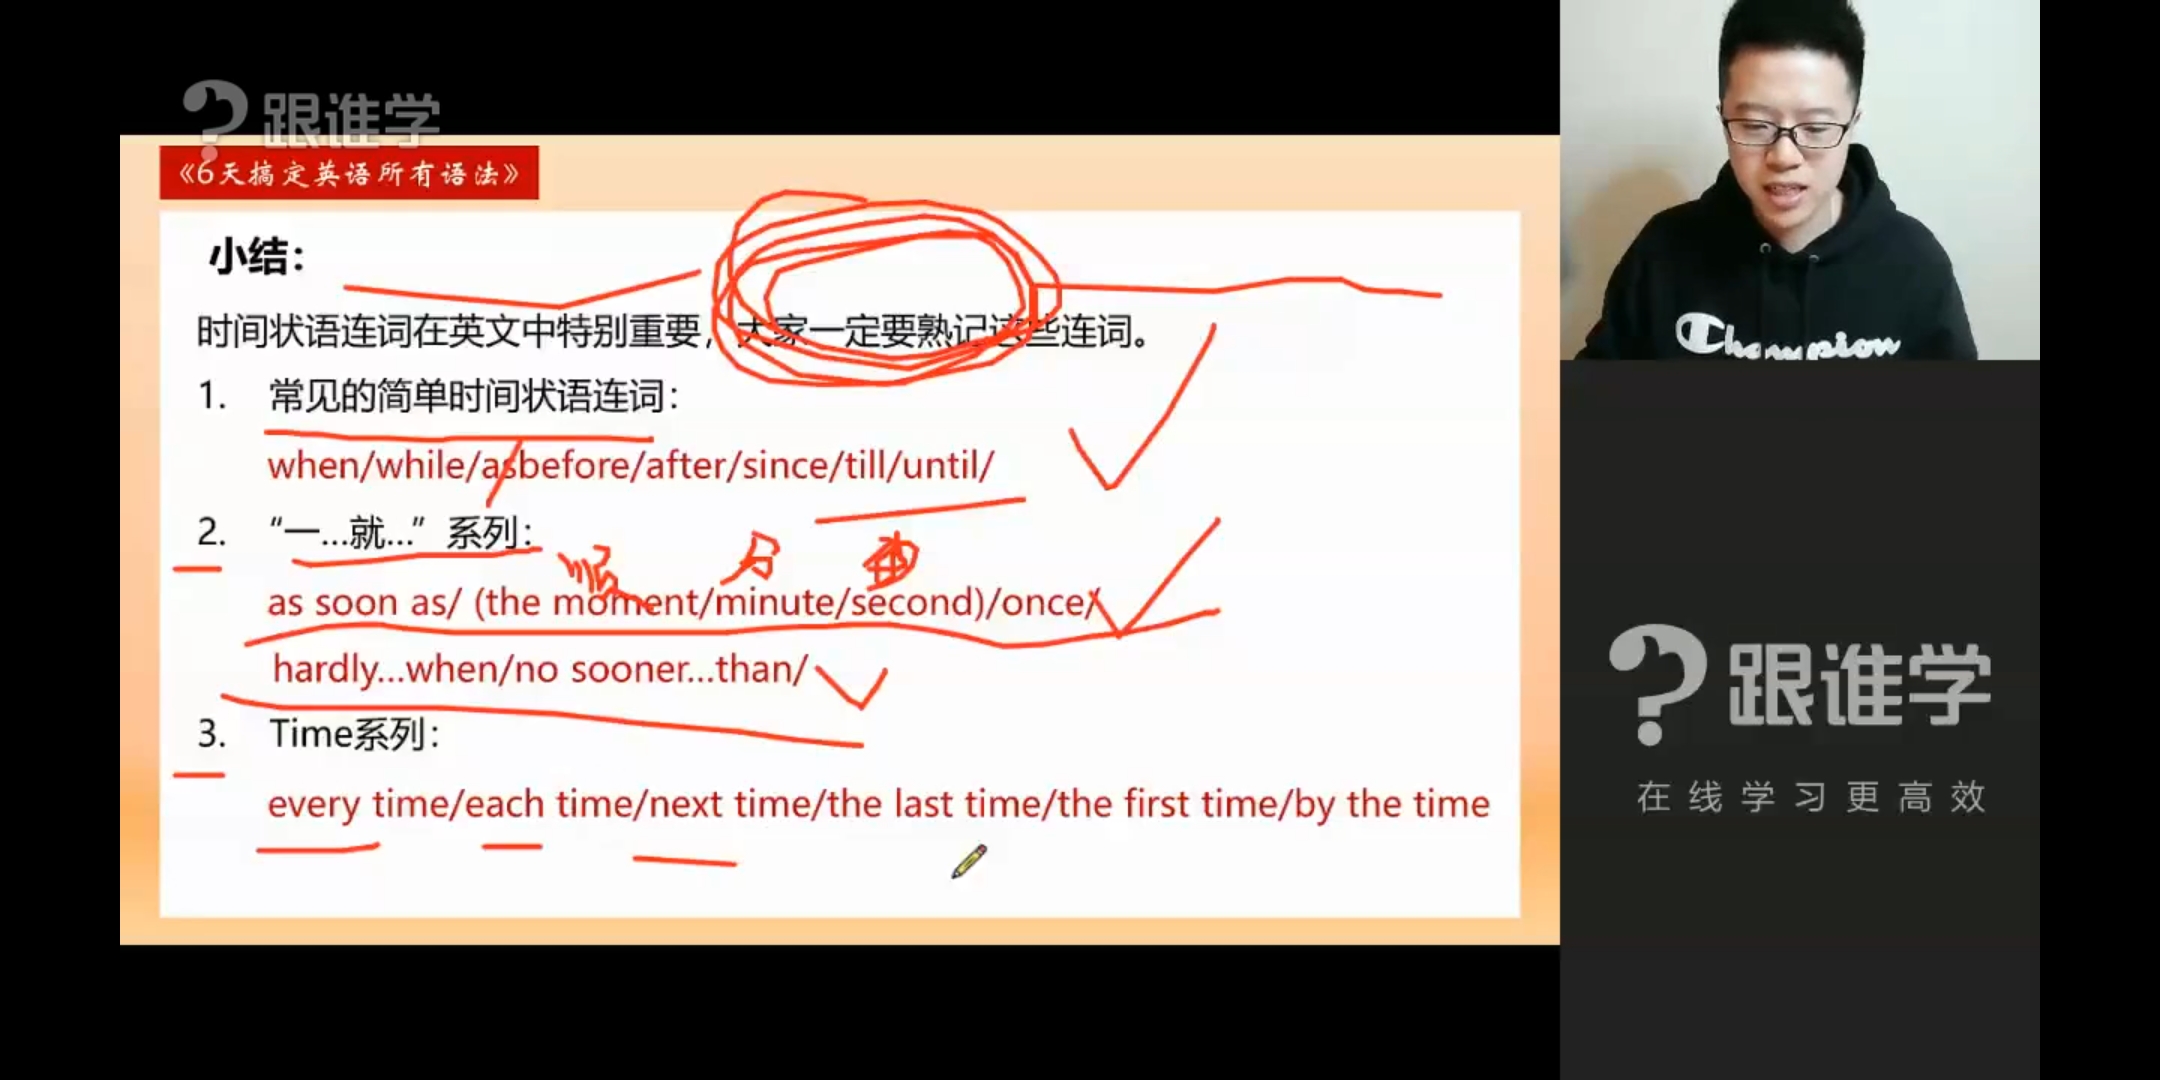 跟谁学
《6天搞定英语所有语法》
小结：
时间状语连词在英文中特别重要，大家一定要熟记这些连词。
1. 常见的简单时间状语连词：
when/while/asbefore/after/since/till/until/
2. “一...就...”系列：
as soon as/ (the moment/minute/second)/once/
hardly...when/no sooner...than/
3. Time系列：
every time/each time/next time/the last time/the first time/by the time
Champion
跟谁学
在线学习更高效